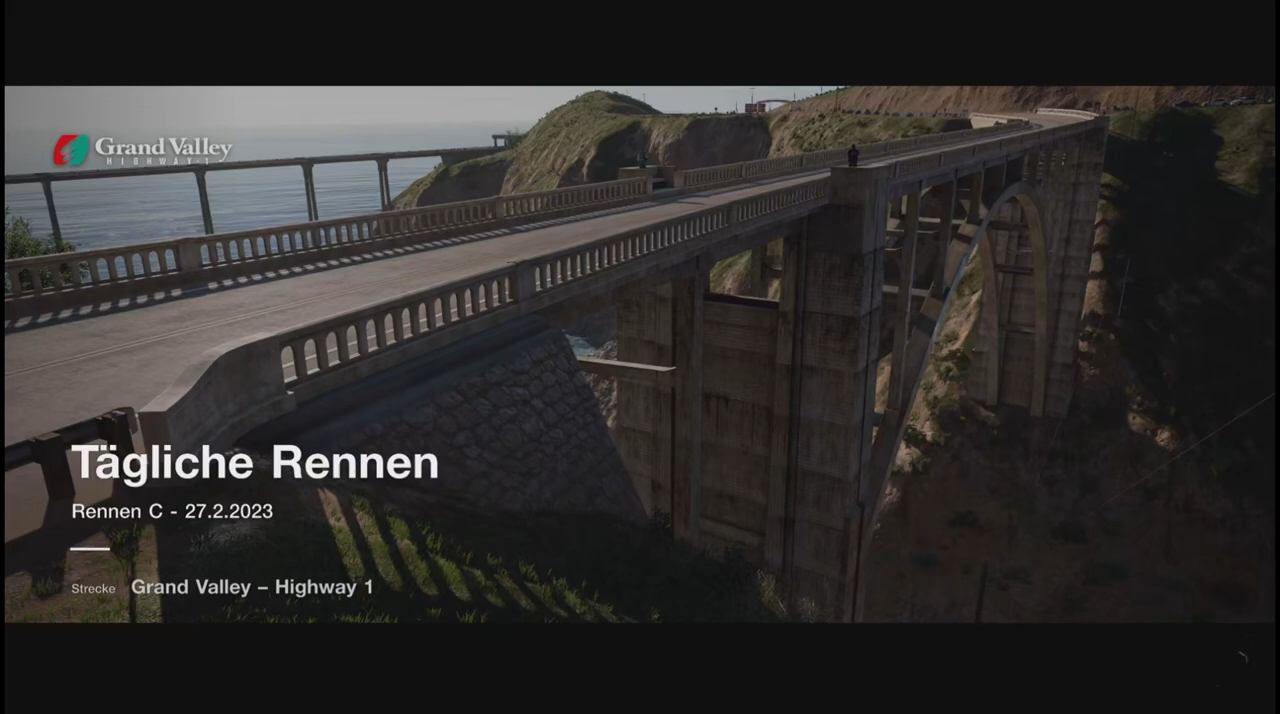 Grand Valley
HIGHWAY·1
Tägliche Rennen
Rennen C - 27.2.2023
Strecke Grand Valley – Highway 1